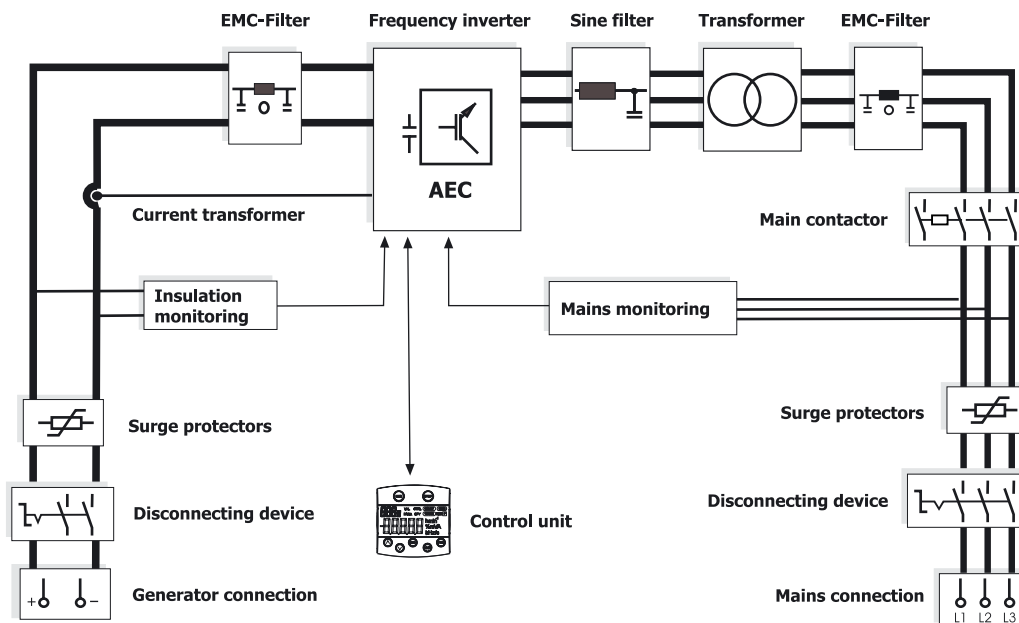 EMC-Filter
Frequency inverter
Sine filter
Transformer
EMC-Filter
AEC
Current transformer
Main contactor
Insulation
monitoring
Mains monitoring
Surge protectors
Surge protectors
Disconnecting device
Disconnecting device
Control unit
Generator connection
+
-
Mains connection
L1 L2 L3